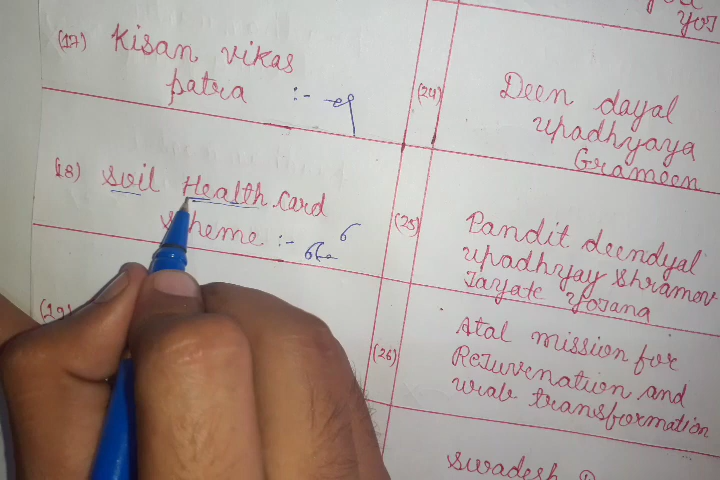 (17) Kisan vikas
patra :-
(18) soil Health card
scheme :-
yoj
(24) Deen dayal
upadhyaya
Grameen
(25) Pandit deendyal
upadhyay shramev
Jayate yojana
(26) Atal mission for
Rejuvenation and
urab transformation
swadesh